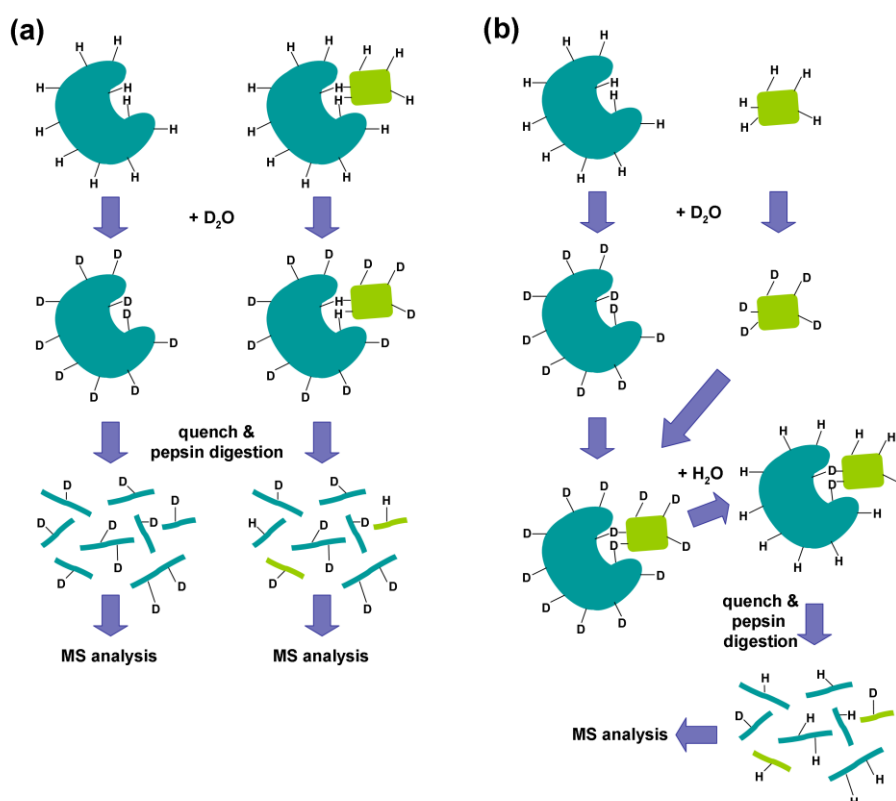 (a)
(b)
H H H H H H
H H H H
H H H H H H
H H H H H
H H H H H H H H
H H H H H H
H H H
+ D₂O
+ D₂O
D D D D D D
D D D D
D D D D D D
D D D D D
D D D D D D
D D D D D D
D D D D D D
quench &
pepsin digestion
+ H₂O
D D D D D H
H D D D
D D H D D D
D D D D
D D D D
MS analysis
MS analysis
H H H H
H D
H D
H H
H H
D D D D
D D D
D D D
D D
quench &
pepsin
digestion
H H D
D H H
MS analysis
H H H
H